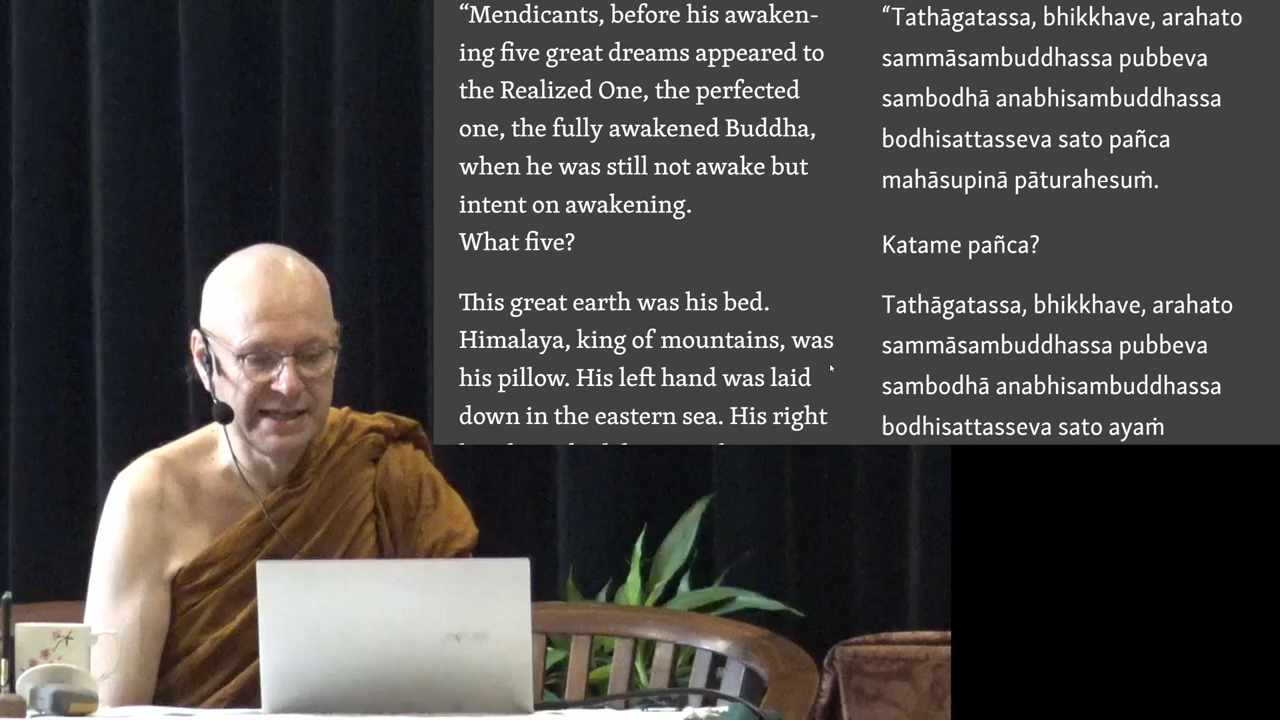 “Mendicants, before his awaken-
ing five great dreams appeared to
the Realized One, the perfected
one, the fully awakened Buddha,
when he was still not awake but
intent on awakening.
What five?
This great earth was his bed.
Himalaya, king of mountains, was
his pillow. His left hand was laid
down in the eastern sea. His right
“Tathāgatassa, bhikkhave, arahato
sammāsambuddhassa pubbeva
sambodhā anabhisambuddhassa
bodhisattasseva sato pañca
mahāsupinā pāturahesuṁ.
Katame pañca?
Tathāgatassa, bhikkhave, arahato
sammāsambuddhassa pubbeva
sambodhā anabhisambuddhassa
bodhisattasseva sato ayaṁ